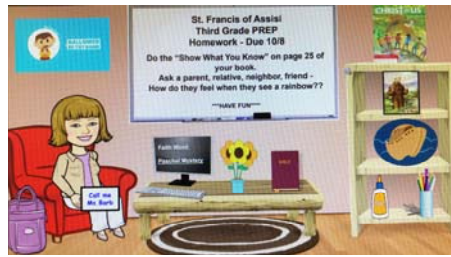 St. Francis of Assisi
Third Grade PREP
Homework - Due 10/8
Do the "Show What You Know" on page 25 of
your book.
Ask a parent, relative, neighbor, friend -
How do they feel when they see a rainbow??
***HAVE FUN***
CHRIST
US
Faith Word:
Paschal Mystery
BIBLE
Call me
Ms Barb